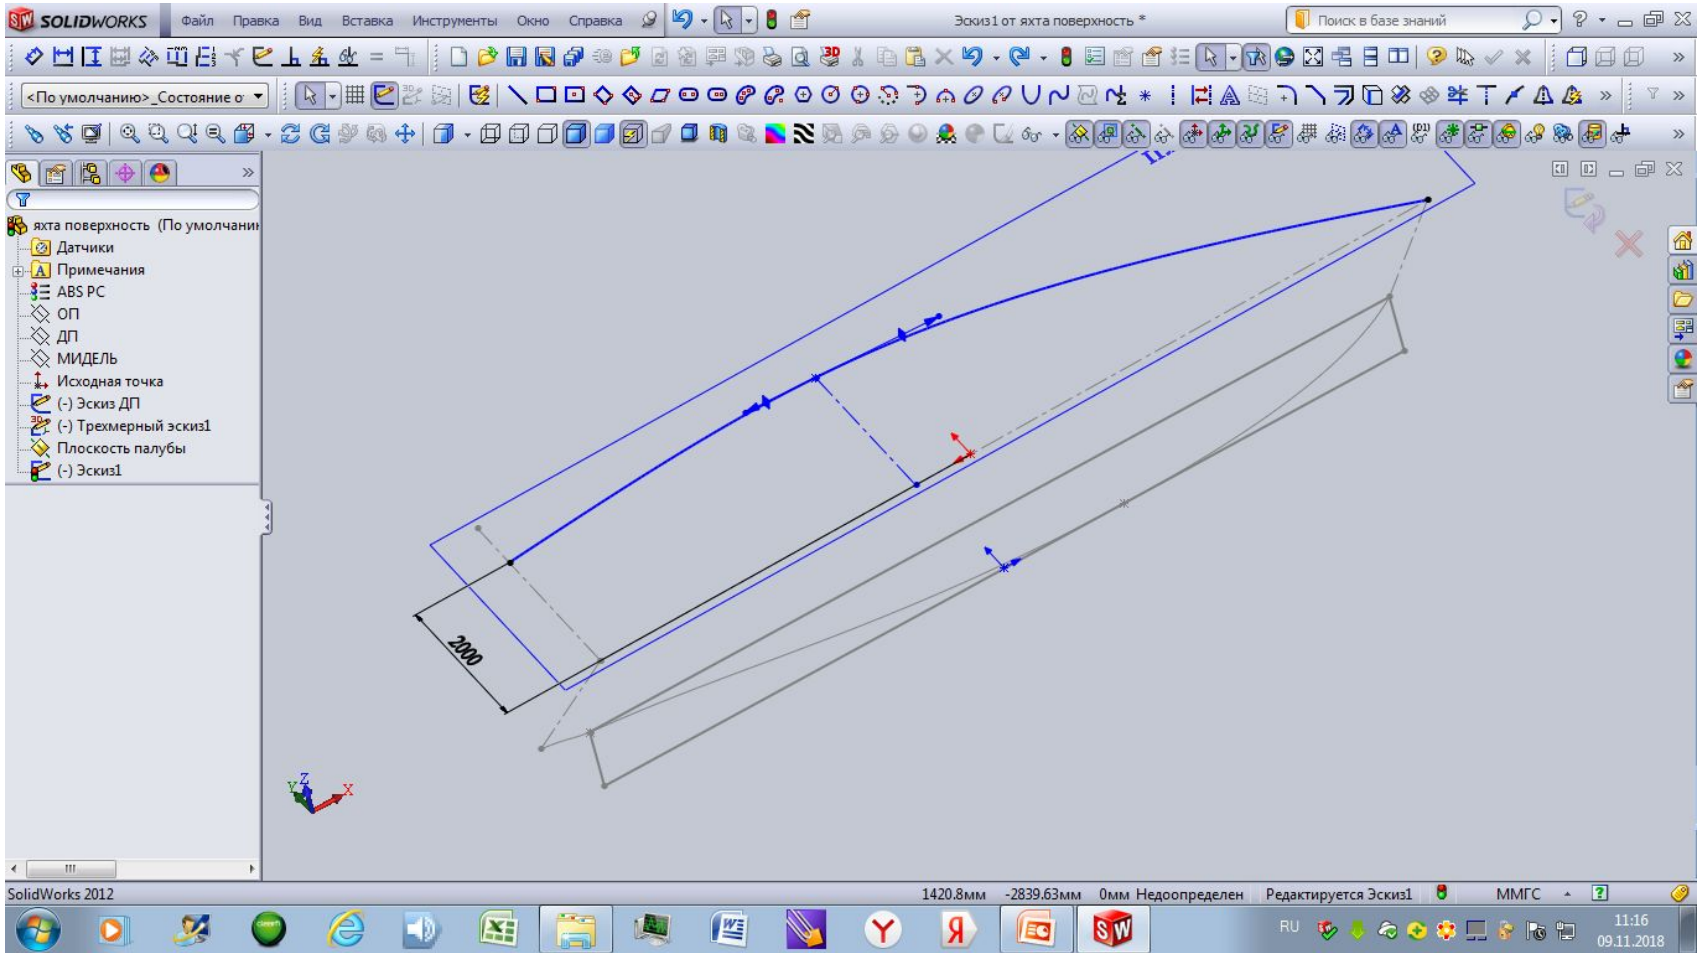 SOLIDWORKS Файл Правка Вид Вставка Инструменты Окно Справка Эскиз1 от яхта поверхность * Поиск в базе знаний
<По умолчанию>_Состояние о
яхта поверхность (По умолчани
Датчики
Примечания
ABS PC
ОП
ДП
МИДЕЛЬ
Исходная точка
(-) Эскиз ДП
(-) Трехмерный эскиз1
Плоскость палубы
(-) Эскиз1
2000
Z
Y
X
SolidWorks 2012 1420.8мм -2839.63мм 0мм Недоопределен Редактируется Эскиз1 ММГС
RU 11:16
09.11.2018